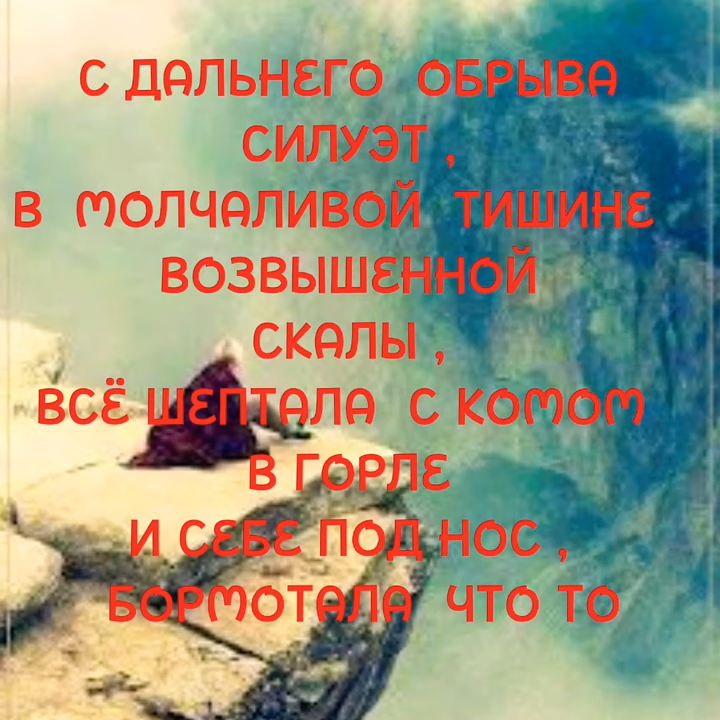 С ДАЛЬНЕГО ОБРЫВА
СИЛУЭТ ,
В МОЛЧАЛИВОЙ ТИШИНЕ
ВОЗВЫШЕННОЙ
СКАЛЫ ,
ВСЁ ШЕПТАЛА С КОМОМ
В ГОРЛЕ
И СЕБЕ ПОД НОС ,
БОРМОТАЛА ЧТО ТО